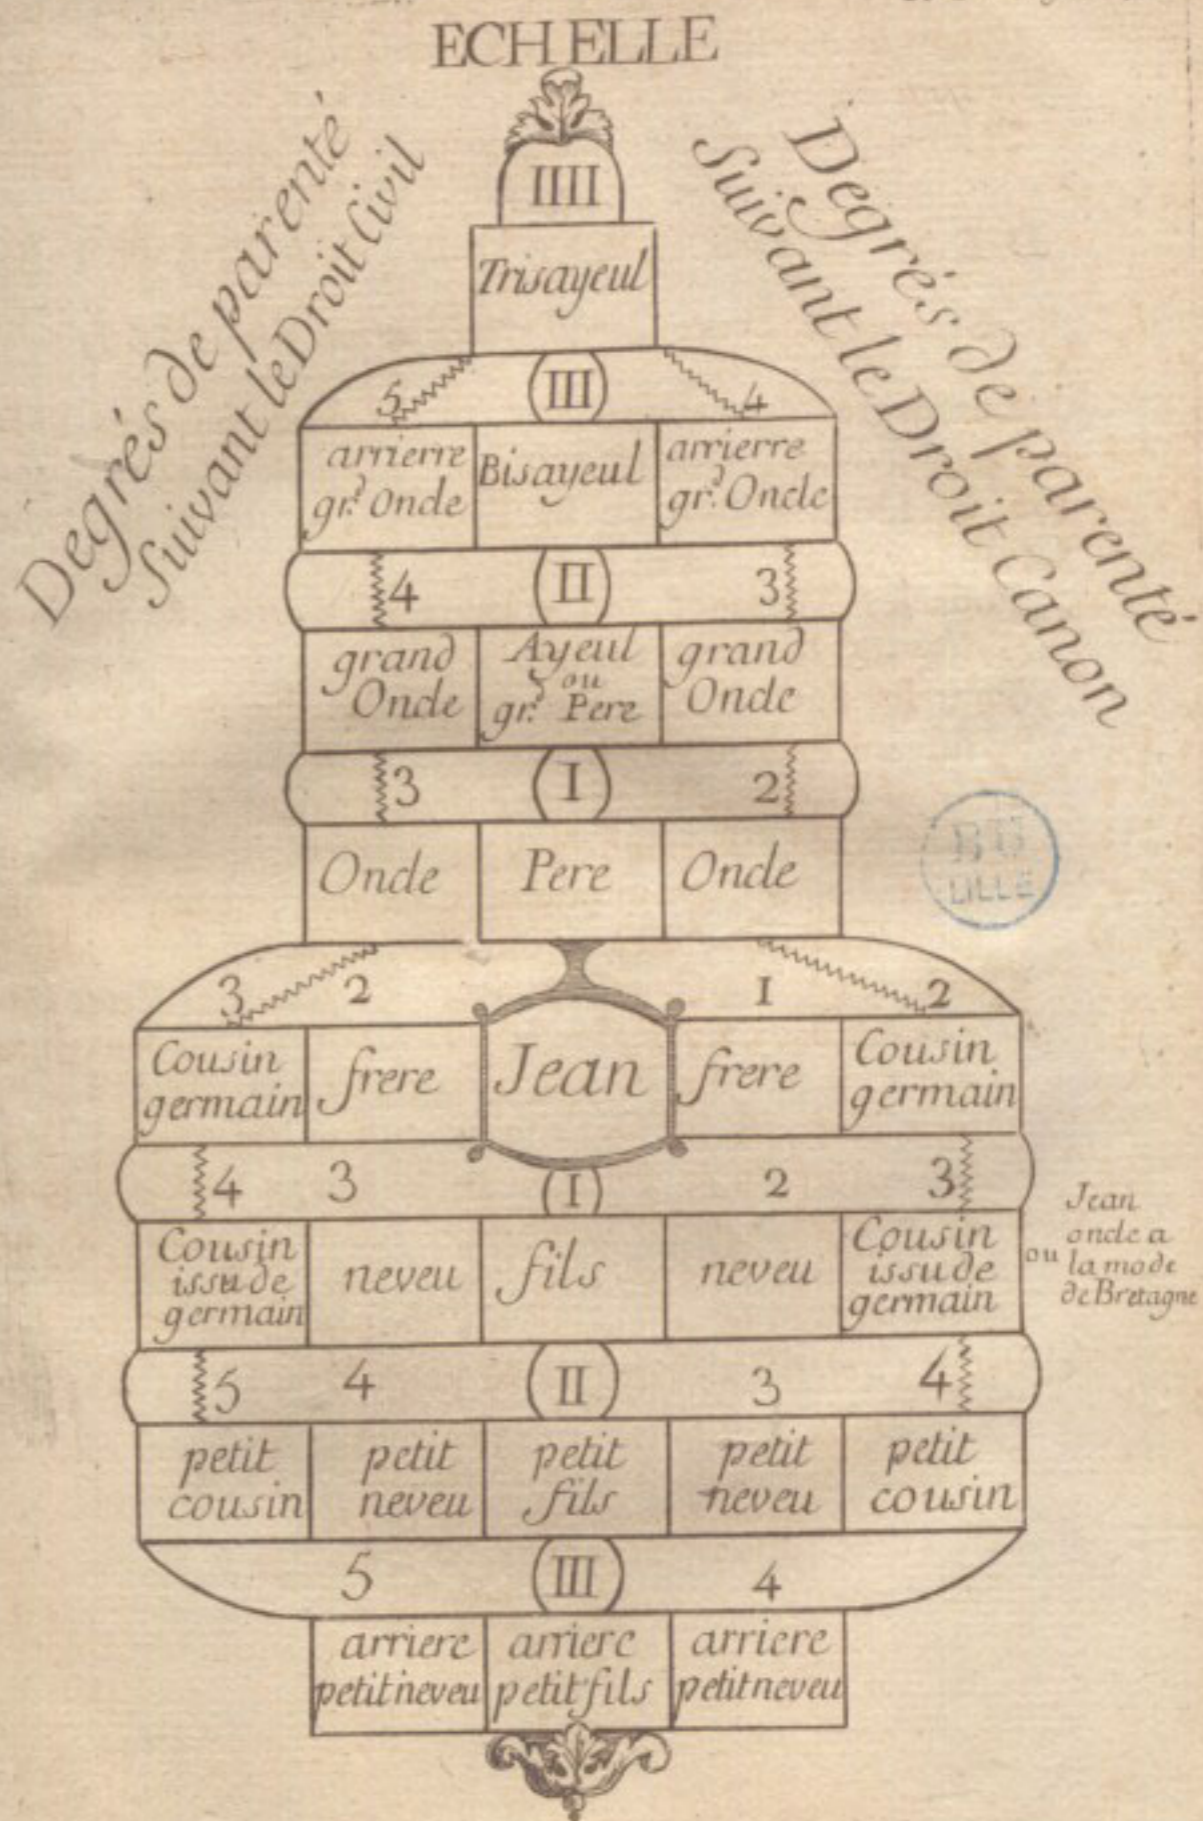 ECHELLE
Degrés de parenté
Suivant le Droit Civil
Degrés de parenté
Suivant le Droit Canon
IIII
Trisayeul
5 III 4
arrierre Bisayeul arrierre
gr.d Oncle gr.d Oncle
4 II 3
grand Ayeul grand
Oncle ou Oncle
gr.d Pere
3 I 2
Oncle Pere Oncle
BU
LILLE
3 2 1 2
Cousin frere Jean frere Cousin
germain germain
4 3 I 2 3
Cousin neveu fils neveu Cousin
issu de issu de
germain germain
ou
Jean
oncle a
la mode
de Bretagne
5 4 II 3 4
petit petit petit petit petit
cousin neveu fils neveu cousin
5 III 4
arriere arriere arriere
petit neveu petit fils petit neveu